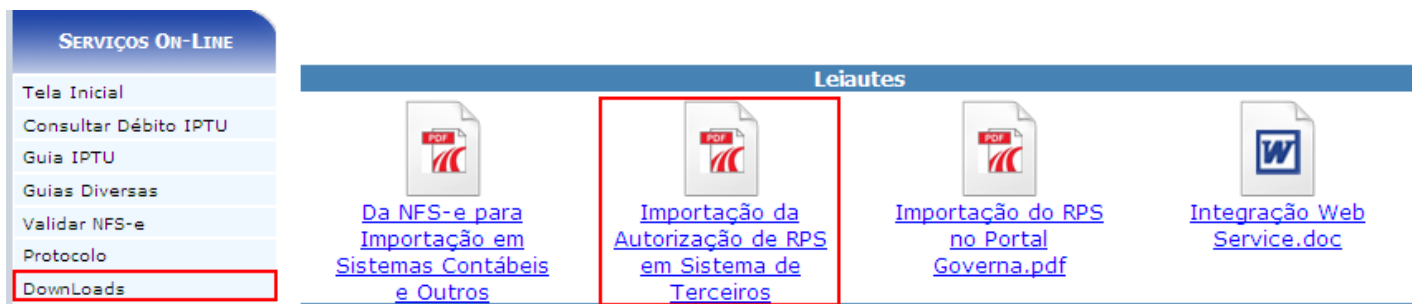 SERVIÇOS ON-LINE
Tela Inicial
Consultar Débito IPTU
Guia IPTU
Guias Diversas
Validar NFS-e
Protocolo
DownLoads
Leiautes
PDF
Da NFS-e para
Importação em
Sistemas Contábeis
e Outros
PDF
Importação da
Autorização de RPS
em Sistema de
Terceiros
PDF
Importação do RPS
no Portal
Governa.pdf
W
Integração Web
Service.doc